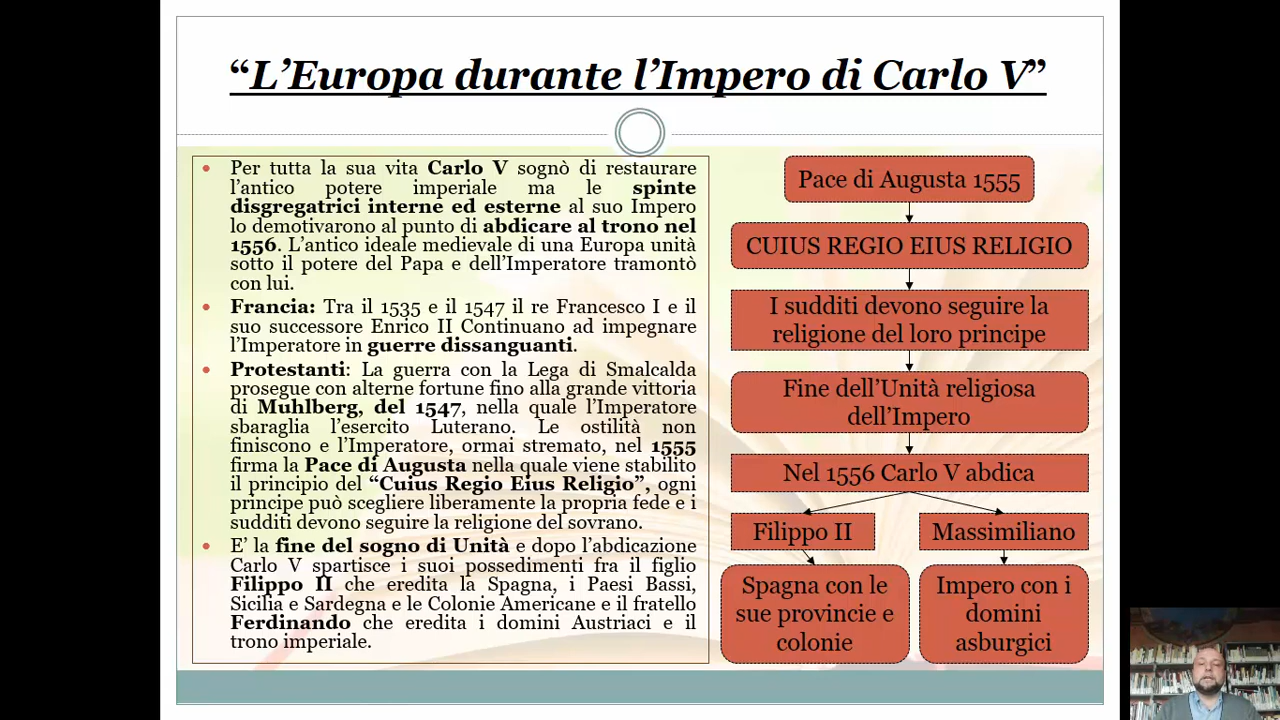 “L’Europa durante l’Impero di Carlo V”
Per tutta la sua vita Carlo V sognò di restaurare
l’antico potere imperiale ma le spinte
disgregatrici interne ed esterne al suo Impero
lo demotivarono al punto di abdicare al trono nel
1556. L’antico ideale medievale di una Europa unità
sotto il potere del Papa e dell’Imperatore tramontò
con lui.
Francia: Tra il 1535 e il 1547 il re Francesco I e il
suo successore Enrico II Continuano ad impegnare
l’Imperatore in guerre dissanguanti.
Protestanti: La guerra con la Lega di Smalcalda
prosegue con alterne fortune fino alla grande vittoria
di Muhlberg, del 1547, nella quale l’Imperatore
sbaraglia l’esercito Luterano. Le ostilità non
finiscono e l’Imperatore, ormai stremato, nel 1555
firma la Pace di Augusta nella quale viene stabilito
il principio del “Cuius Regio Eius Religio”, ogni
principe può scegliere liberamente la propria fede e i
sudditi devono seguire la religione del sovrano.
E’ la fine del sogno di Unità e dopo l’abdicazione
Carlo V spartisce i suoi possedimenti fra il figlio
Filippo II che eredita la Spagna, i Paesi Bassi,
Sicilia e Sardegna e le Colonie Americane e il fratello
Ferdinando che eredita i domini Austriaci e il
trono imperiale.
Pace di Augusta 1555
CUIUS REGIO EIUS RELIGIO
I sudditi devono seguire la
religione del loro principe
Fine dell’Unità religiosa
dell’Impero
Nel 1556 Carlo V abdica
Filippo II
Massimiliano
Spagna con le
sue provincie e
colonie
Impero con i
domini
asburgici